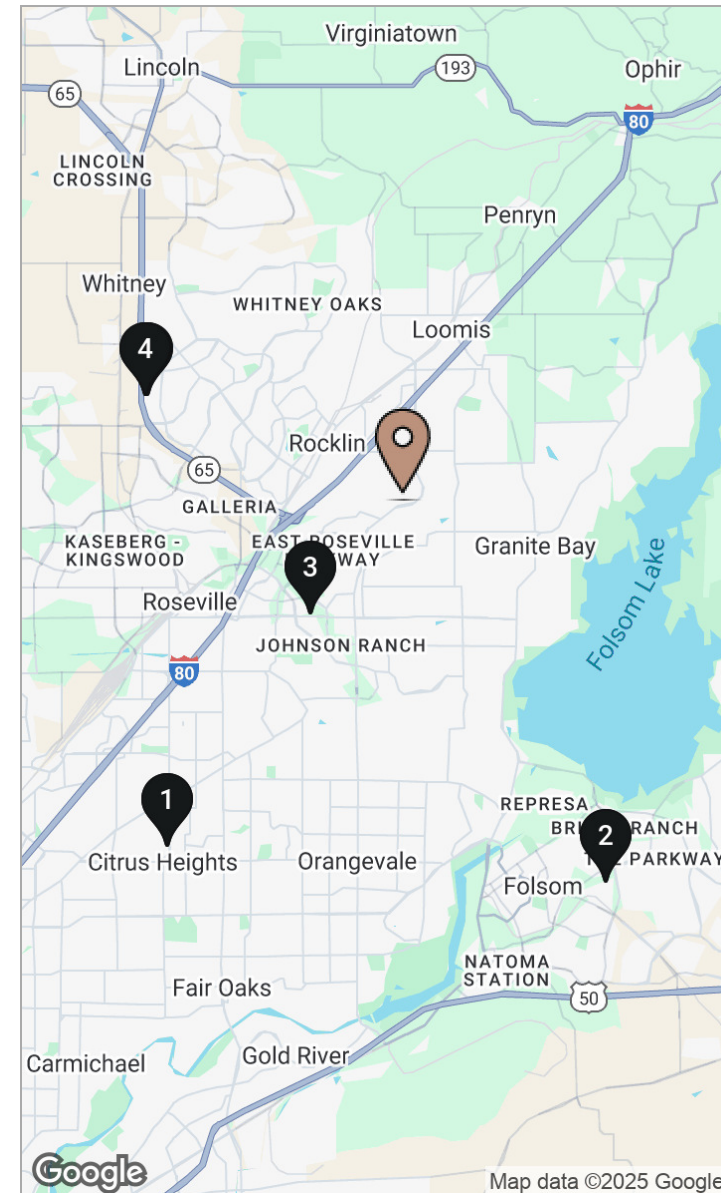 Virginiatown
Lincoln
193
Ophir
65
80
LINCOLN
CROSSING
Penryn
Whitney
WHITNEY OAKS
Loomis
4
Rocklin
65
GALLERIA
KASEBERG -
KINGSWOOD
EAST ROSEVILLE
Granite Bay
3
Roseville
Folsom Lake
JOHNSON RANCH
80
1
REPRESA
2
RANCH
PARKWAY
Citrus Heights
Orangevale
Folsom
NATOMA
STATION
Fair Oaks
50
Carmichael
Gold River
Google
Map data ©2025 Google